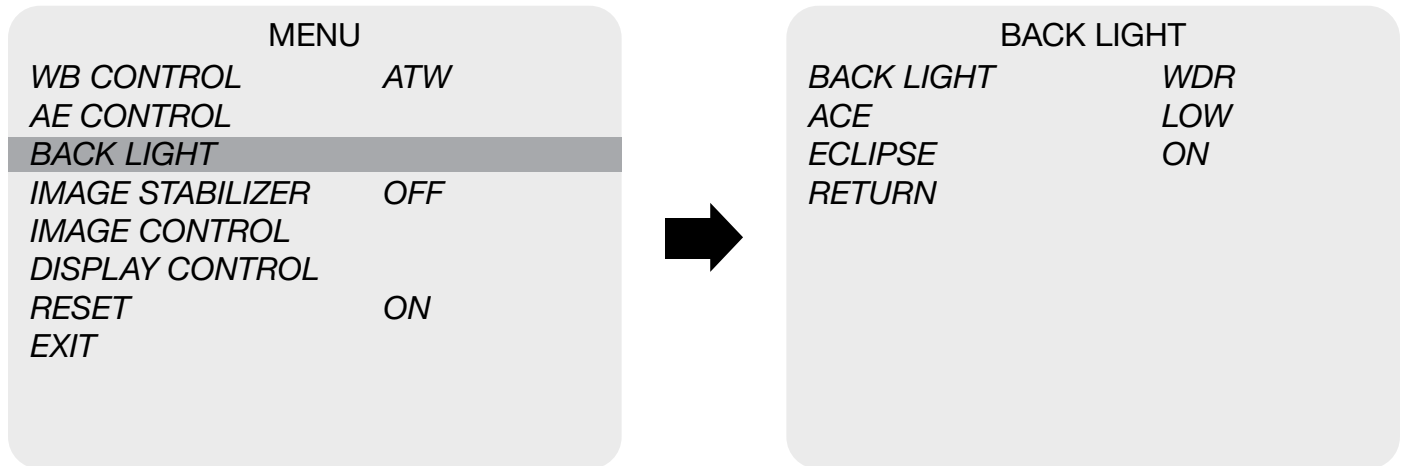 MENU
WB CONTROL ATW
AE CONTROL
BACK LIGHT
IMAGE STABILIZER OFF
IMAGE CONTROL
DISPLAY CONTROL
RESET ON
EXIT
BACK LIGHT
BACK LIGHT WDR
ACE LOW
ECLIPSE ON
RETURN